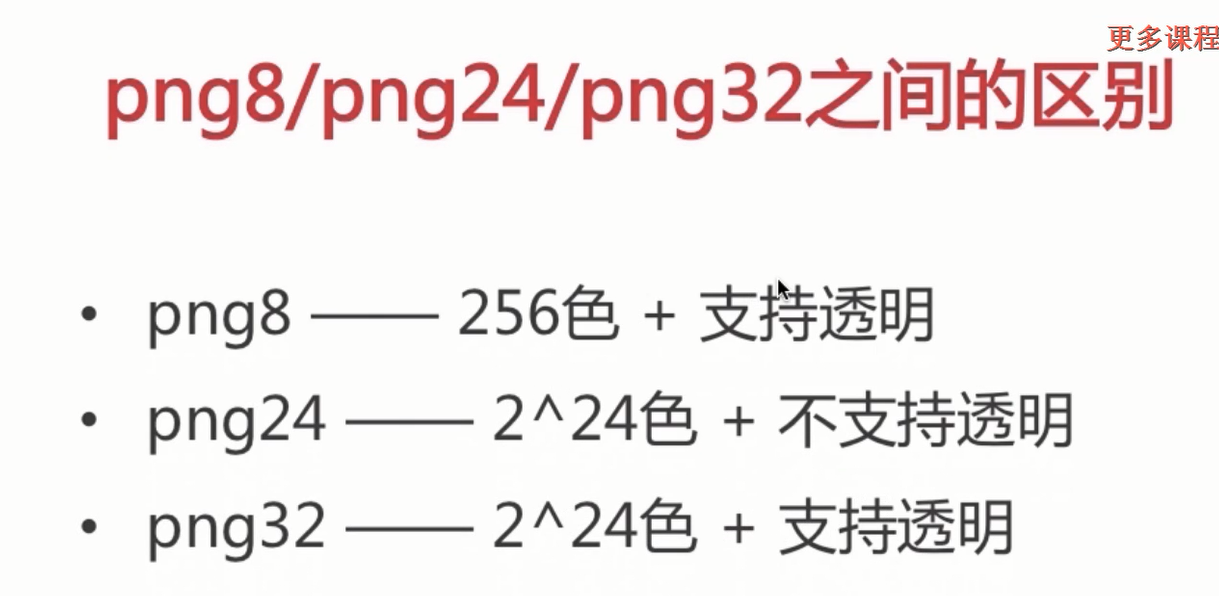 更多课程
png8/png24/png32之间的区别
• png8 —— 256色 + 支持透明
• png24 —— 2^24色 + 不支持透明
• png32 —— 2^24色 + 支持透明